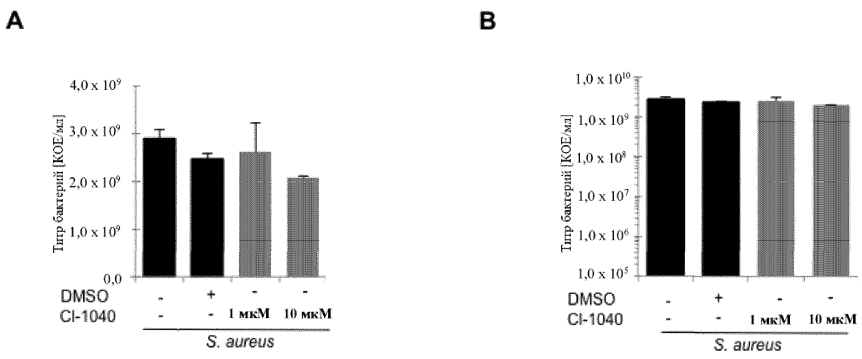 A
Титр бактерий [КОЕ/мл]
4,0 x 10⁹
3,0 x 10⁹
2,0 x 10⁹
1,0 x 10⁹
0,0
DMSO - + - -
CI-1040 - - 1 мкМ 10 мкМ
S. aureus
B
Титр бактерий [КОЕ/мл]
1,0 x 10¹⁰
1,0 x 10⁹
1,0 x 10⁸
1,0 x 10⁷
1,0 x 10⁶
1,0 x 10⁵
DMSO - + - -
CI-1040 - - 1 мкМ 10 мкМ
S. aureus